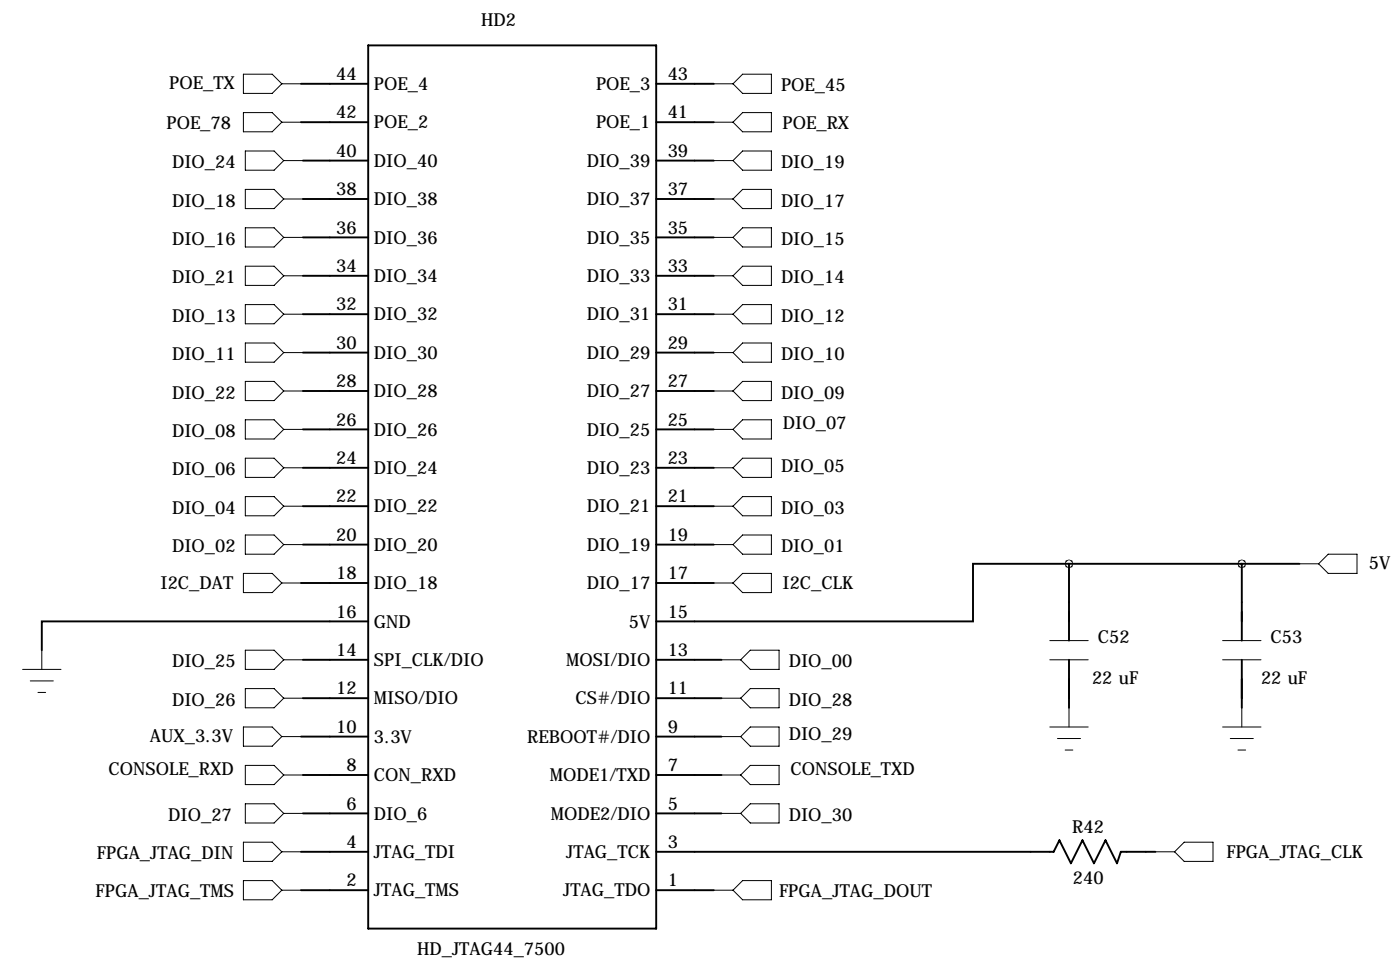 HD2
POE_TX 44 POE_4 POE_3 43 POE_45
POE_78 42 POE_2 POE_1 41 POE_RX
DIO_24 40 DIO_40 DIO_39 39 DIO_19
DIO_18 38 DIO_38 DIO_37 37 DIO_17
DIO_16 36 DIO_36 DIO_35 35 DIO_15
DIO_21 34 DIO_34 DIO_33 33 DIO_14
DIO_13 32 DIO_32 DIO_31 31 DIO_12
DIO_11 30 DIO_30 DIO_29 29 DIO_10
DIO_22 28 DIO_28 DIO_27 27 DIO_09
DIO_08 26 DIO_26 DIO_25 25 DIO_07
DIO_06 24 DIO_24 DIO_23 23 DIO_05
DIO_04 22 DIO_22 DIO_21 21 DIO_03
DIO_02 20 DIO_20 DIO_19 19 DIO_01
5V
I2C_DAT 18 DIO_18 DIO_17 17 I2C_CLK
16 GND 5V 15
C52 C53
DIO_25 14 SPI_CLK/DIO MOSI/DIO 13 DIO_00
22 uF 22 uF
DIO_26 12 MISO/DIO CS#/DIO 11 DIO_28
AUX_3.3V 10 3.3V REBOOT#/DIO 9 DIO_29
CONSOLE_RXD 8 CON_RXD MODE1/TXD 7 CONSOLE_TXD
DIO_27 6 DIO_6 MODE2/DIO 5 DIO_30
R42
FPGA_JTAG_DIN 4 JTAG_TDI JTAG_TCK 3 FPGA_JTAG_CLK
240
FPGA_JTAG_TMS 2 JTAG_TMS JTAG_TDO 1 FPGA_JTAG_DOUT
HD_JTAG44_7500